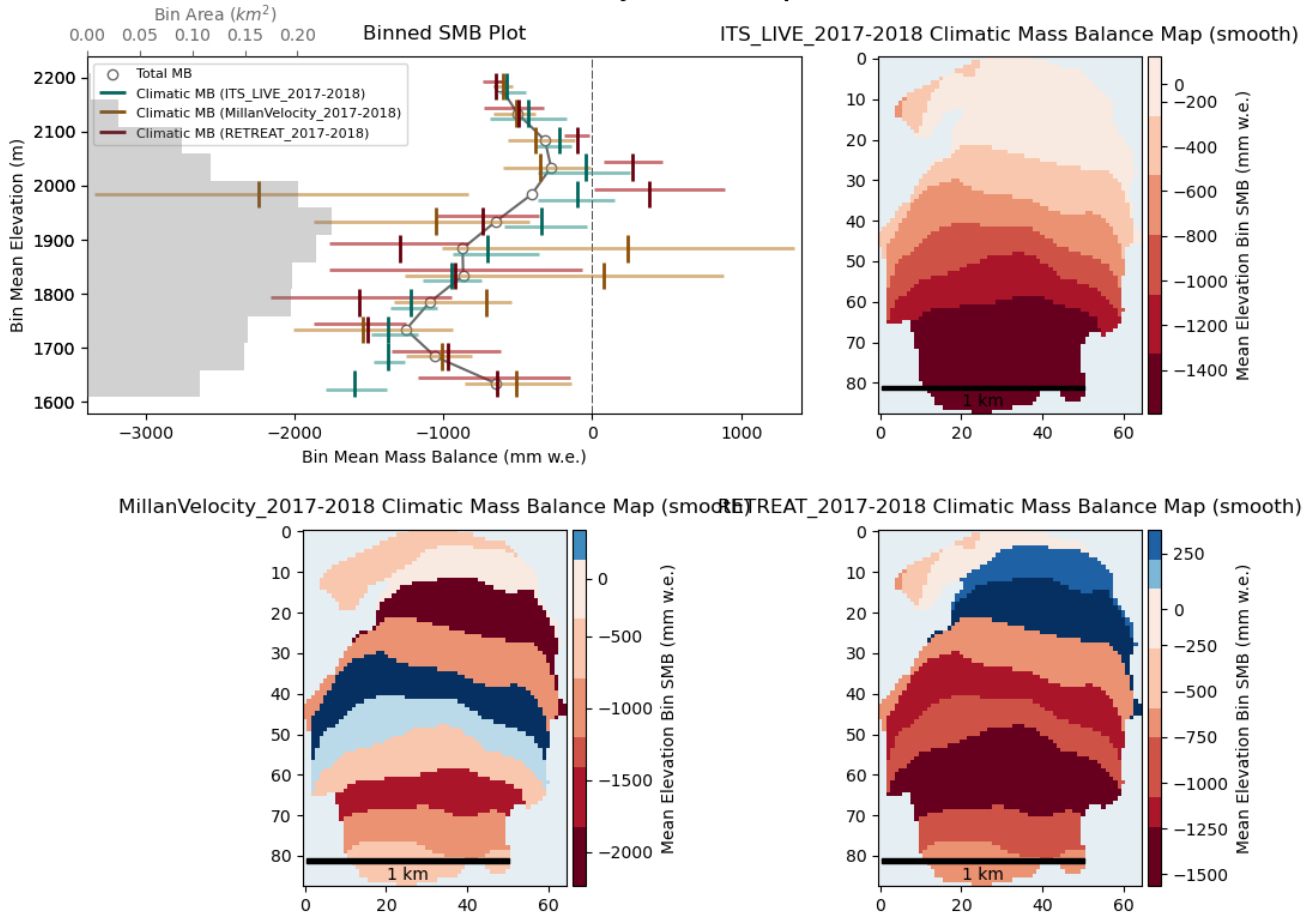 Bin Area (km²)
0.00 0.05 0.10 0.15 0.20
Binned SMB Plot
Total MB
Climatic MB (ITS_LIVE_2017-2018)
Climatic MB (MillanVelocity_2017-2018)
Climatic MB (RETREAT_2017-2018)
Bin Mean Elevation (m)
2200
2100
2000
1900
1800
1700
1600
−3000 −2000 −1000 0 1000
Bin Mean Mass Balance (mm w.e.)
ITS_LIVE_2017-2018 Climatic Mass Balance Map (smooth)
0
10
20
30
40
50
60
70
80
1 km
0 20 40 60
0
−200
−400
−600
−800
−1000
−1200
−1400
Mean Elevation Bin SMB (mm w.e.)
MillanVelocity_2017-2018 Climatic Mass Balance Map (smooth)
0
10
20
30
40
50
60
70
80
1 km
0 20 40 60
0
−500
−1000
−1500
−2000
Mean Elevation Bin SMB (mm w.e.)
RETREAT_2017-2018 Climatic Mass Balance Map (smooth)
0
10
20
30
40
50
60
70
80
1 km
0 20 40 60
250
0
−250
−500
−750
−1000
−1250
−1500
Mean Elevation Bin SMB (mm w.e.)